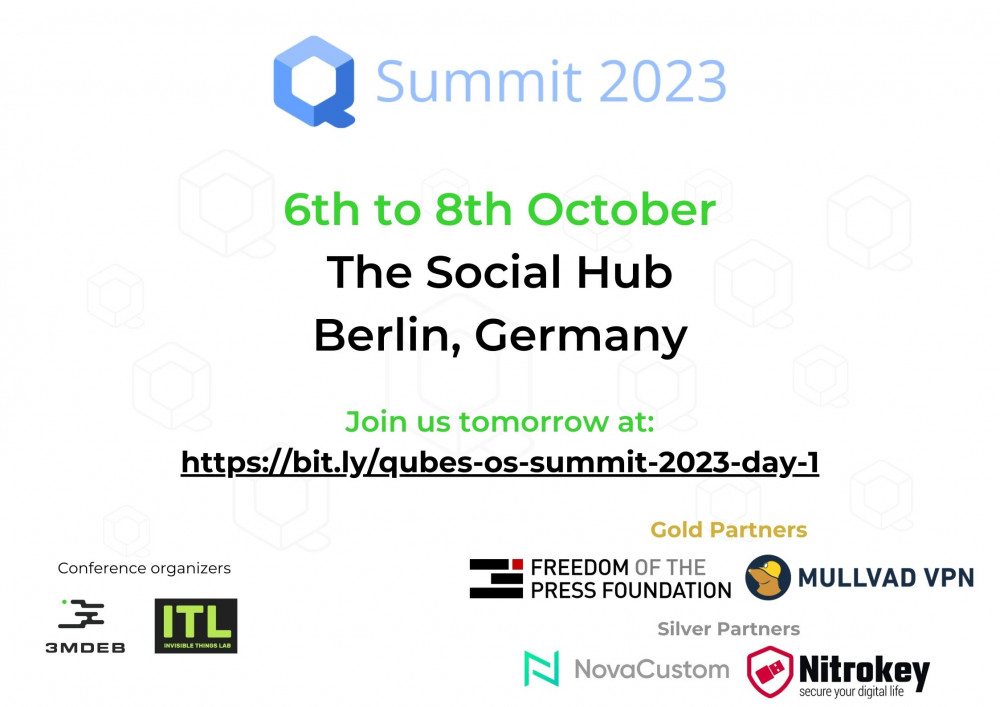 Summit 2023
6th to 8th October
The Social Hub
Berlin, Germany
Join us tomorrow at:
https://bit.ly/qubes-os-summit-2023-day-1
Conference organizers
3MDEB
ITL
INVISIBLE THINGS LAB
Gold Partners
FREEDOM OF THE
PRESS FOUNDATION
MULLVAD VPN
Silver Partners
NovaCustom
Nitrokey
secure your digital life